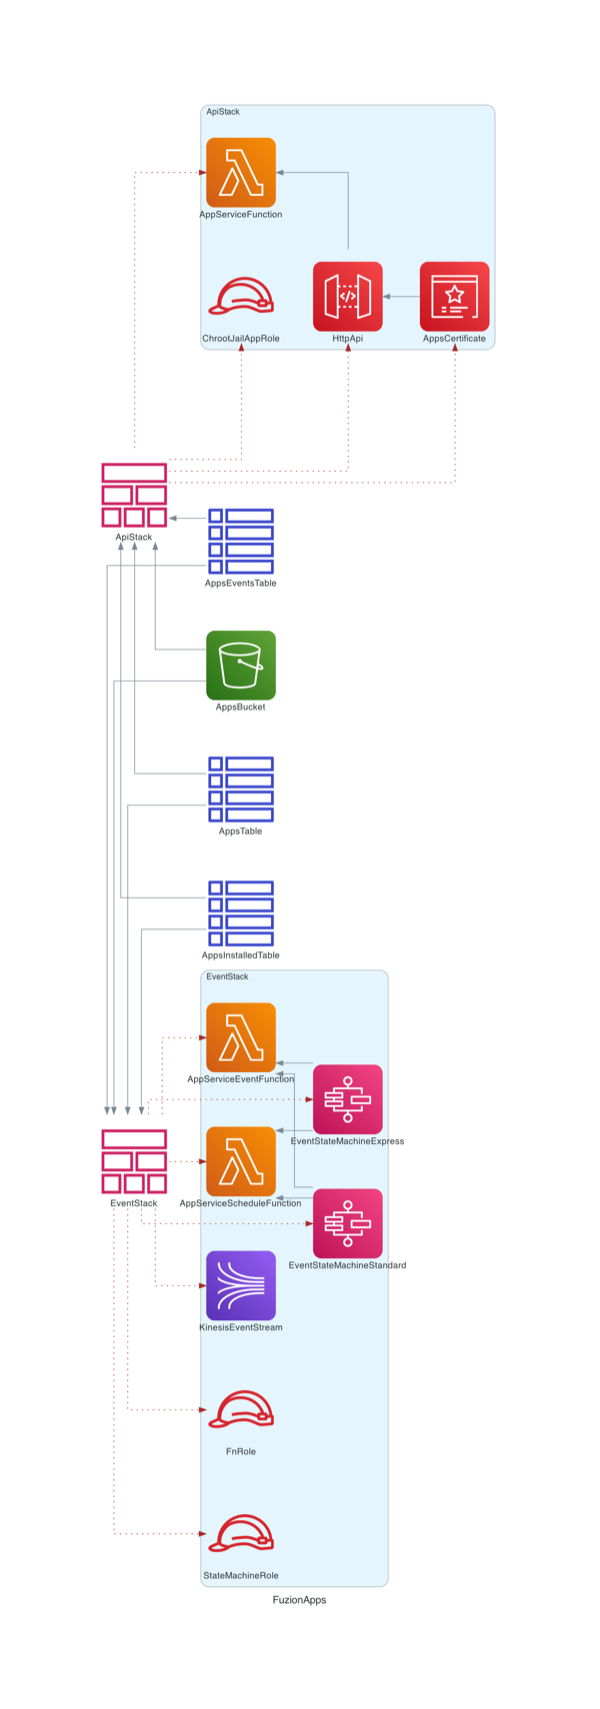 ApiStack
AppServiceFunction
ChrootJailAppRole
HttpApi
</>
AppsCertificate
ApiStack
AppsEventsTable
AppsBucket
AppsTable
AppsInstalledTable
EventStack
AppServiceEventFunction
EventStateMachineExpress
EventStack
AppServiceScheduleFunction
EventStateMachineStandard
KinesisEventStream
FnRole
StateMachineRole
FuzionApps